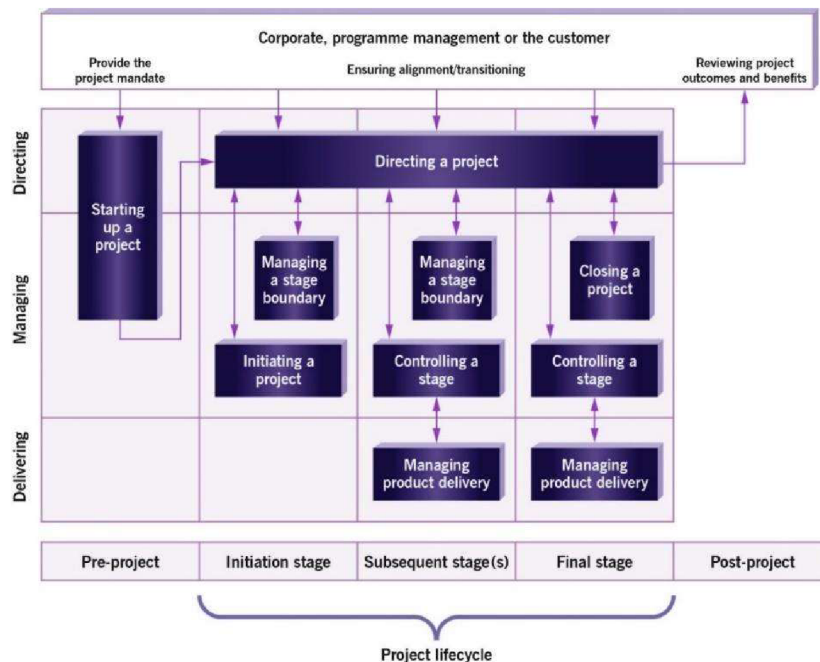 Corporate, programme management or the customer
Provide the
project mandate
Ensuring alignment/transitioning
Reviewing project
outcomes and benefits
Directing
Directing a project
Starting
up a
project
Managing
Managing
a stage
boundary
Managing
a stage
boundary
Closing a
project
Initiating a
project
Controlling a
stage
Controlling a
stage
Delivering
Managing
product delivery
Managing
product delivery
Pre-project
Initiation stage
Subsequent stage(s)
Final stage
Post-project
Project lifecycle